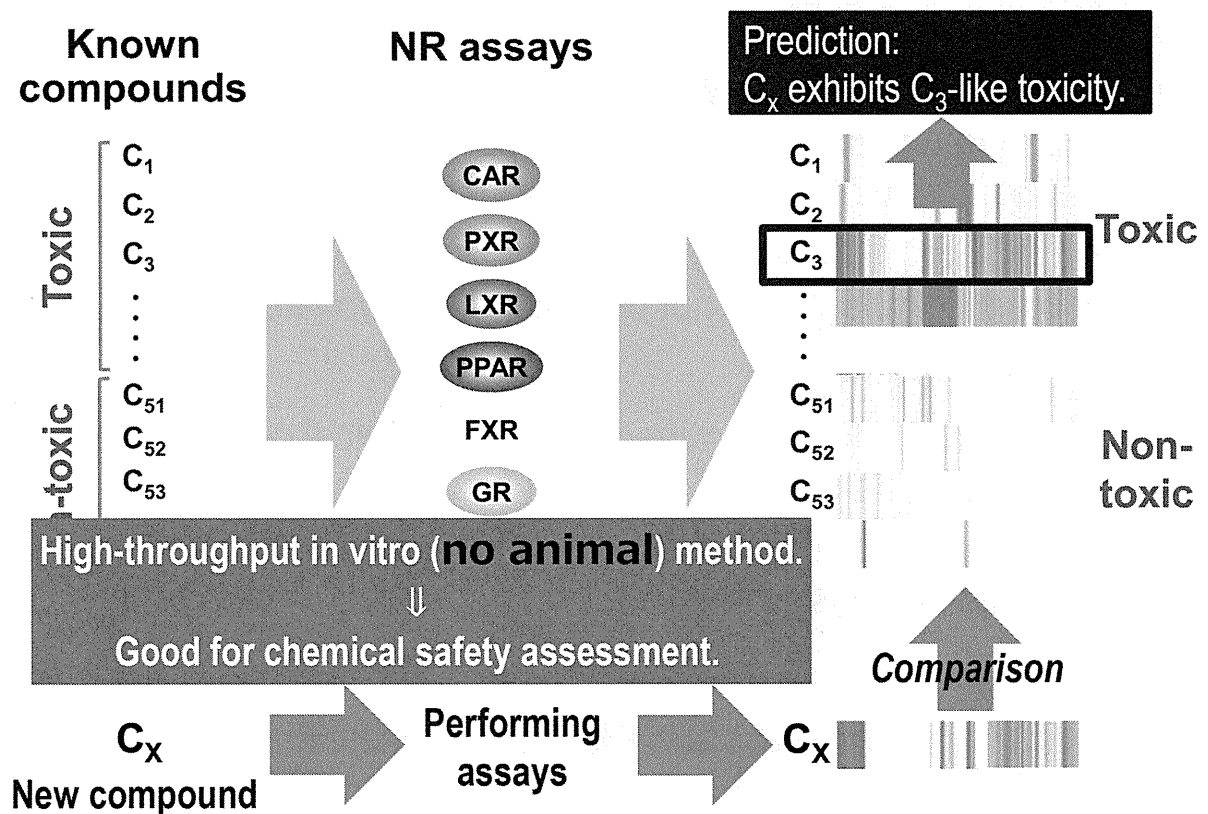 Known
compounds
NR assays
Prediction:
Cx exhibits C3-like toxicity.
Toxic
C1
C2
C3
CAR
PXR
LXR
PPAR
FXR
GR
C1
C2
C3
Toxic
n-toxic
C51
C52
C53
C51
C52
C53
Non-
toxic
High-throughput in vitro (no animal) method.
⇓
Good for chemical safety assessment.
Comparison
CX
New compound
Performing
assays
CX